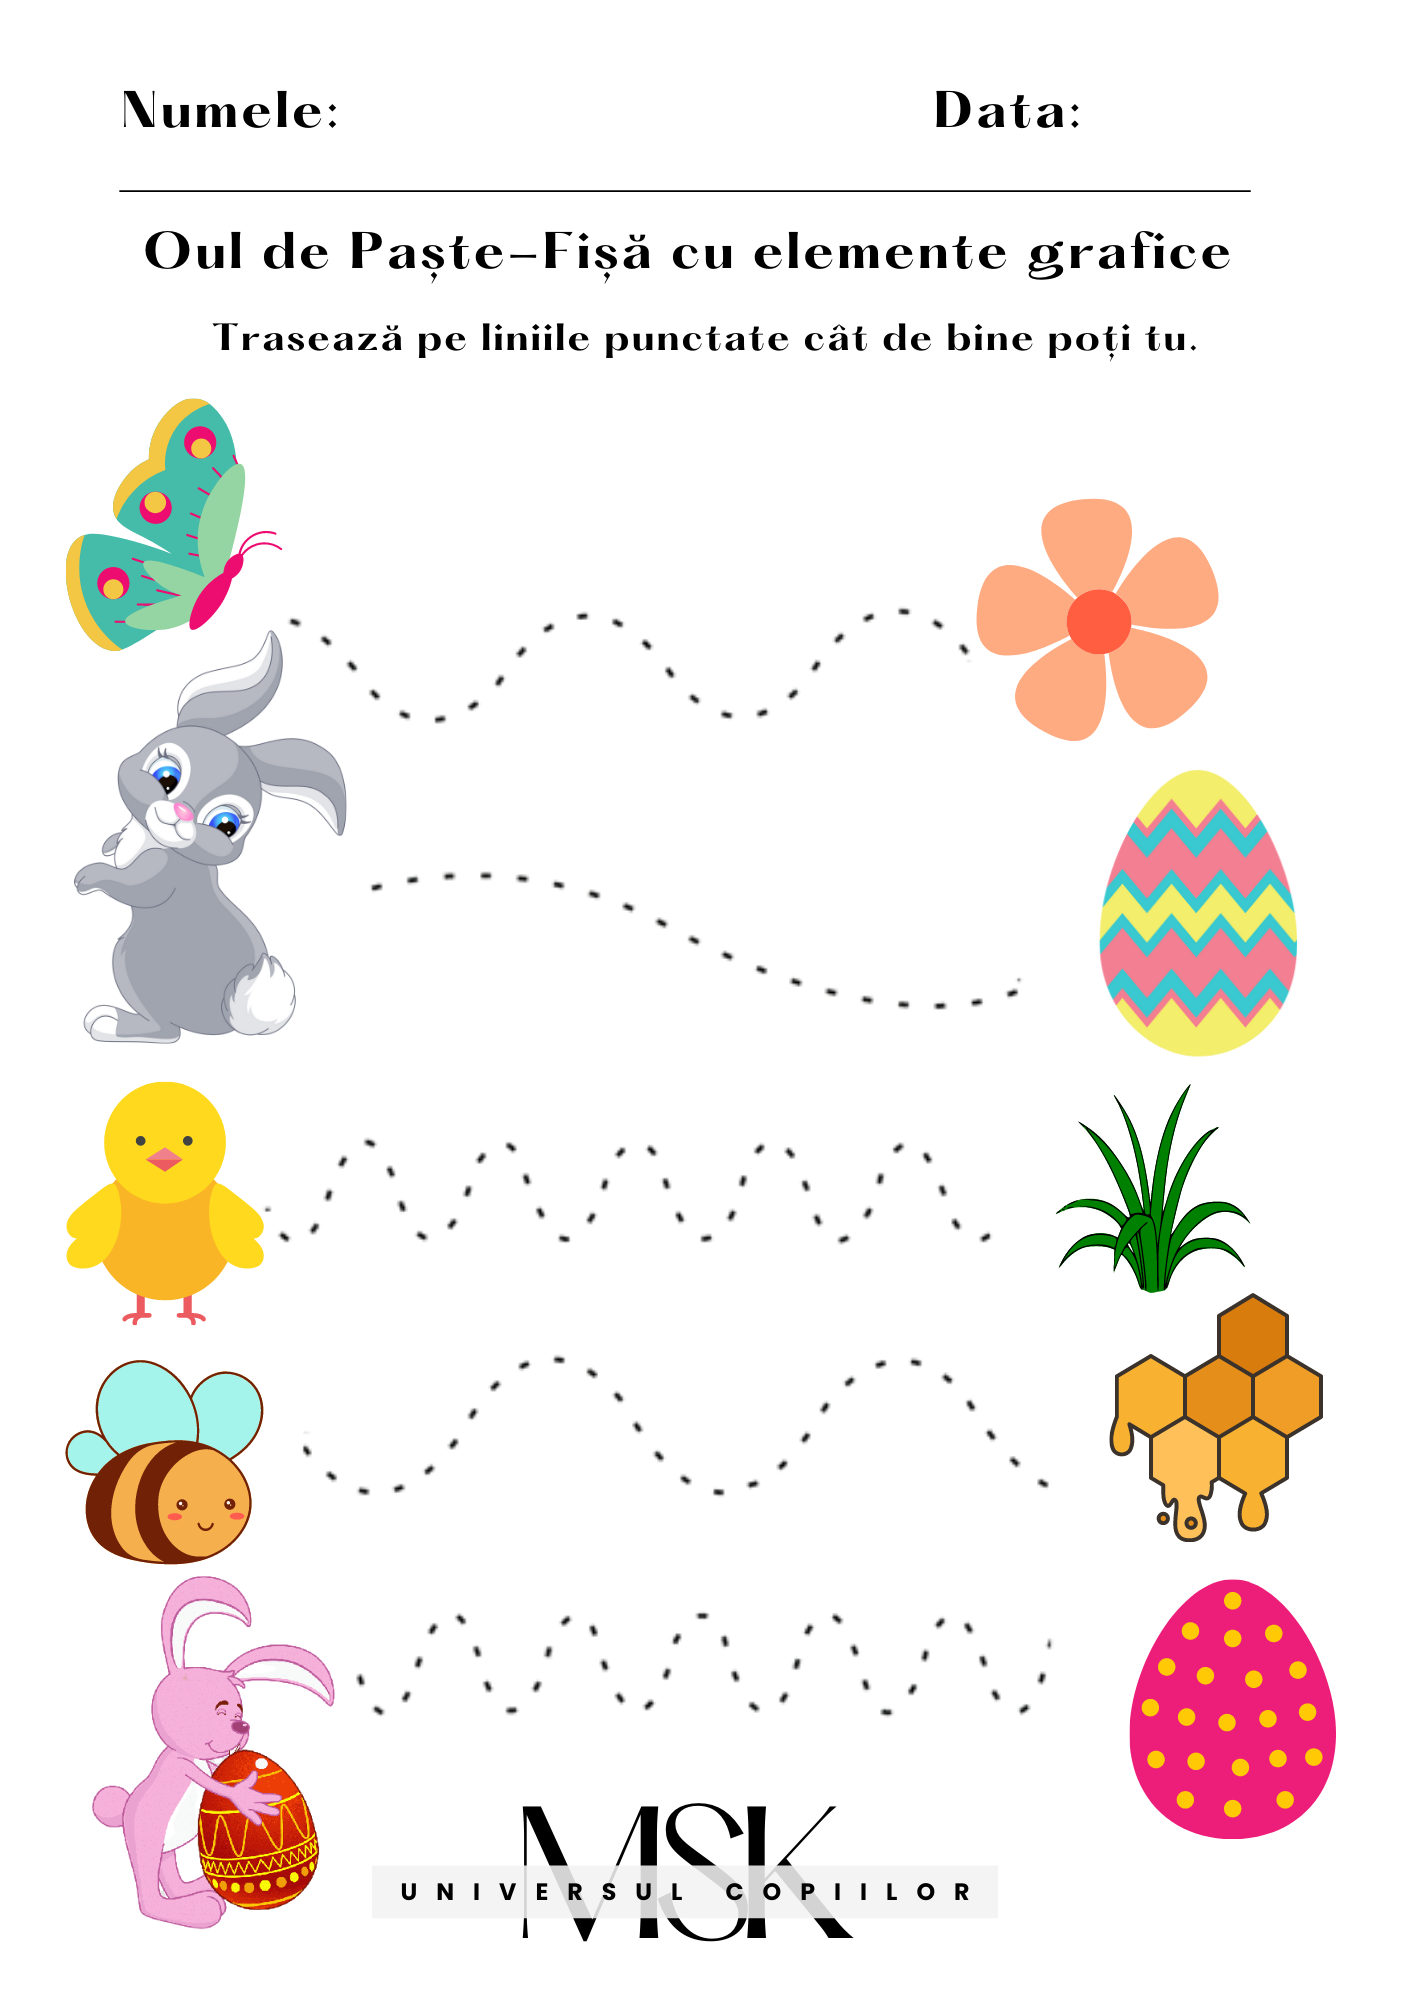 Numele: Data:
Oul de Paște-Fișă cu elemente grafice
Trasează pe liniile punctate cât de bine poți tu.
MSK
UNIVERSUL COPIILOR